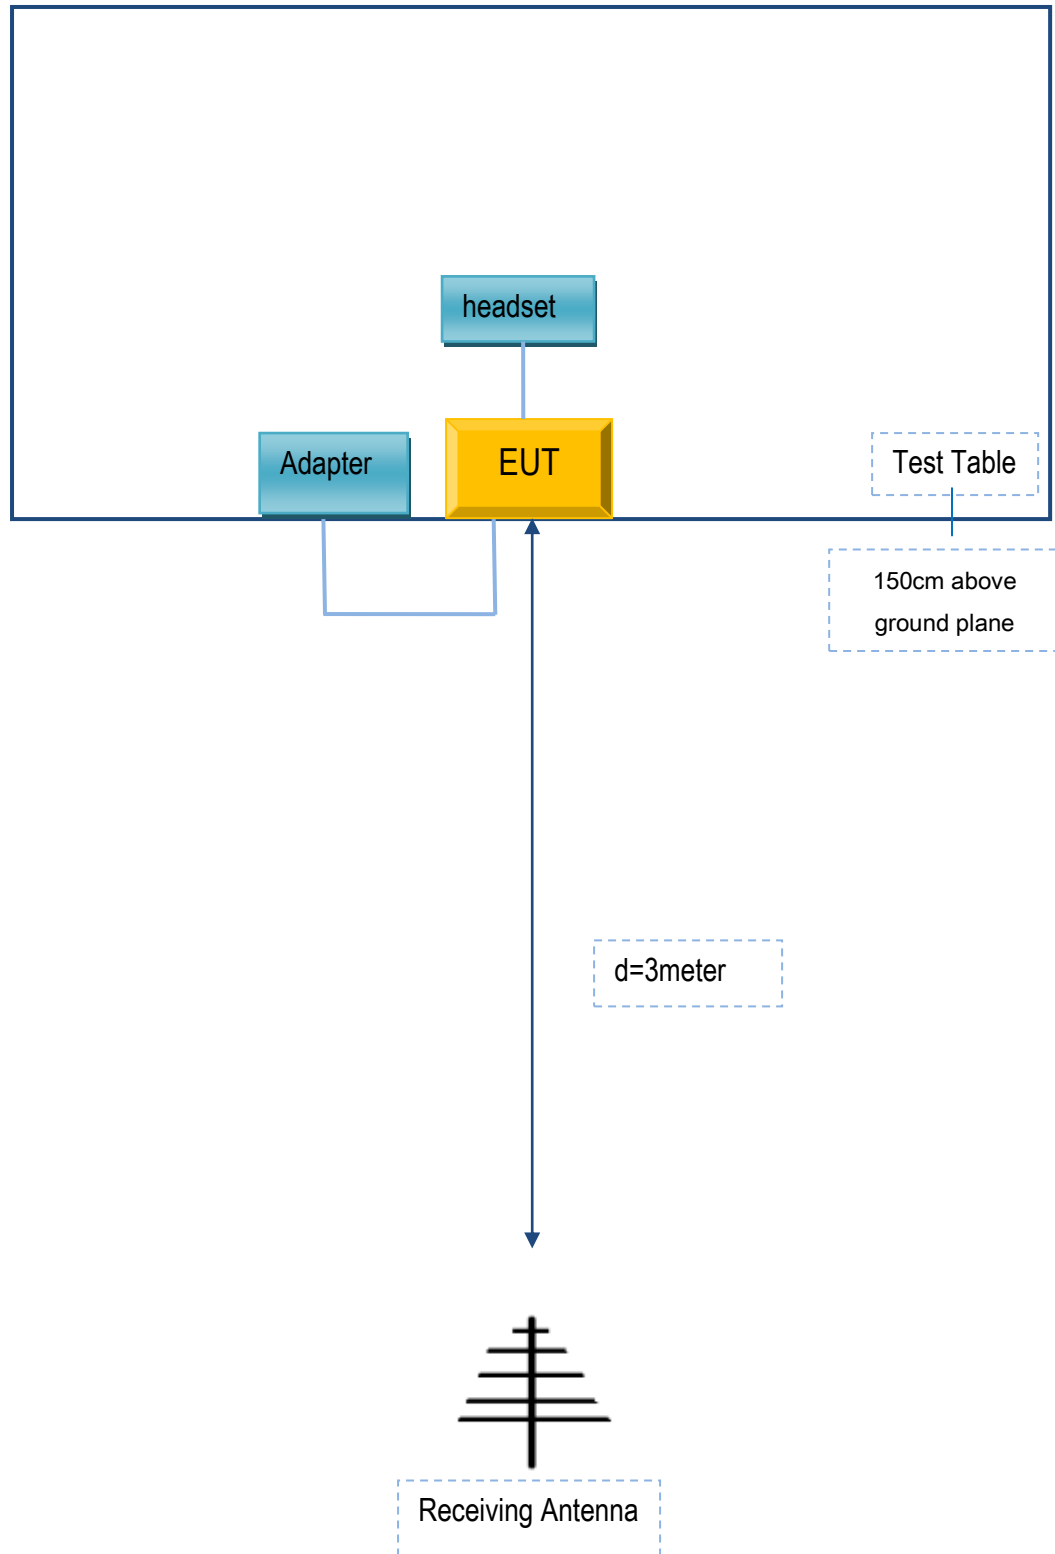 headset
Adapter
EUT
Test Table
150cm above
ground plane
d=3meter
Receiving Antenna